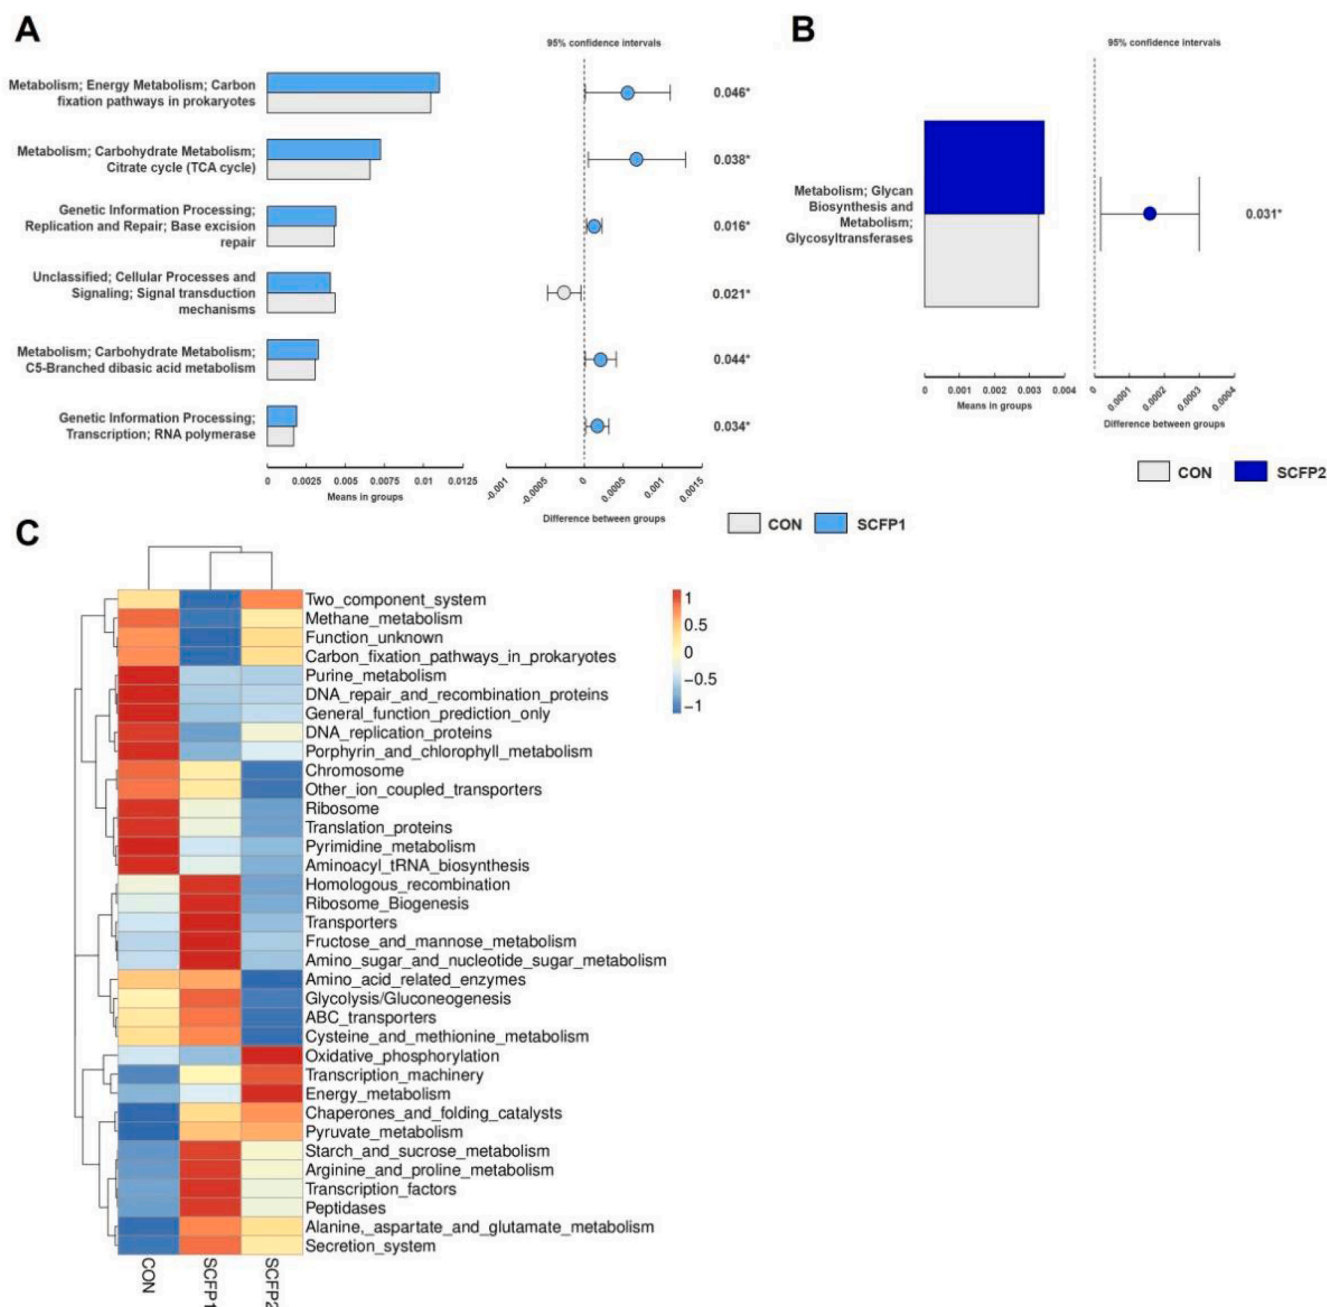 A
95% confidence intervals
Metabolism; Energy Metabolism; Carbon
fixation pathways in prokaryotes
0.046*
Metabolism; Carbohydrate Metabolism;
Citrate cycle (TCA cycle)
0.038*
Genetic Information Processing;
Replication and Repair; Base excision
repair
0.016*
Unclassified; Cellular Processes and
Signaling; Signal transduction
mechanisms
0.021*
Metabolism; Carbohydrate Metabolism;
C5-Branched dibasic acid metabolism
0.044*
Genetic Information Processing;
Transcription; RNA polymerase
0.034*
0 0.0025 0.005 0.0075 0.01 0.0125
Means in groups
-0.001 -0.0005 0 0.0005 0.001 0.0015
Difference between groups
CON SCFP1
B
95% confidence intervals
Metabolism; Glycan
Biosynthesis and
Metabolism;
Glycosyltransferases
0.031*
0 0.001 0.002 0.003 0.004
Means in groups
0 0.0001 0.0002 0.0003 0.0004
Difference between groups
CON SCFP2
C
Two_component_system
Methane_metabolism
Function_unknown
Carbon_fixation_pathways_in_prokaryotes
Purine_metabolism
DNA_repair_and_recombination_proteins
General_function_prediction_only
DNA_replication_proteins
Porphyrin_and_chlorophyll_metabolism
Chromosome
Other_ion_coupled_transporters
Ribosome
Translation_proteins
Pyrimidine_metabolism
Aminoacyl_tRNA_biosynthesis
Homologous_recombination
Ribosome_Biogenesis
Transporters
Fructose_and_mannose_metabolism
Amino_sugar_and_nucleotide_sugar_metabolism
Amino_acid_related_enzymes
Glycolysis/Gluconeogenesis
ABC_transporters
Cysteine_and_methionine_metabolism
Oxidative_phosphorylation
Transcription_machinery
Energy_metabolism
Chaperones_and_folding_catalysts
Pyruvate_metabolism
Starch_and_sucrose_metabolism
Arginine_and_proline_metabolism
Transcription_factors
Peptidases
Alanine,_aspartate_and_glutamate_metabolism
Secretion_system
1
0.5
0
−0.5
−1
CON
SCFP1
SCFP2